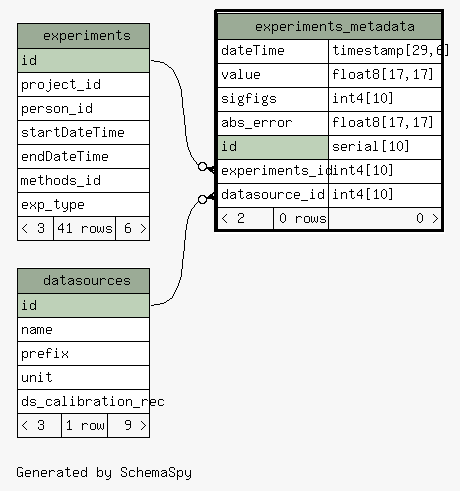 experiments
id
project_id
person_id
startDateTime
endDateTime
methods_id
exp_type
< 3 41 rows 6 >
experiments_metadata
dateTime timestamp[29,6]
value float8[17,17]
sigfigs int4[10]
abs_error float8[17,17]
id serial[10]
experiments_id int4[10]
datasource_id int4[10]
< 2 0 rows 0 >
datasources
id
name
prefix
unit
ds_calibration_rec
< 3 1 row 9 >
Generated by SchemaSpy